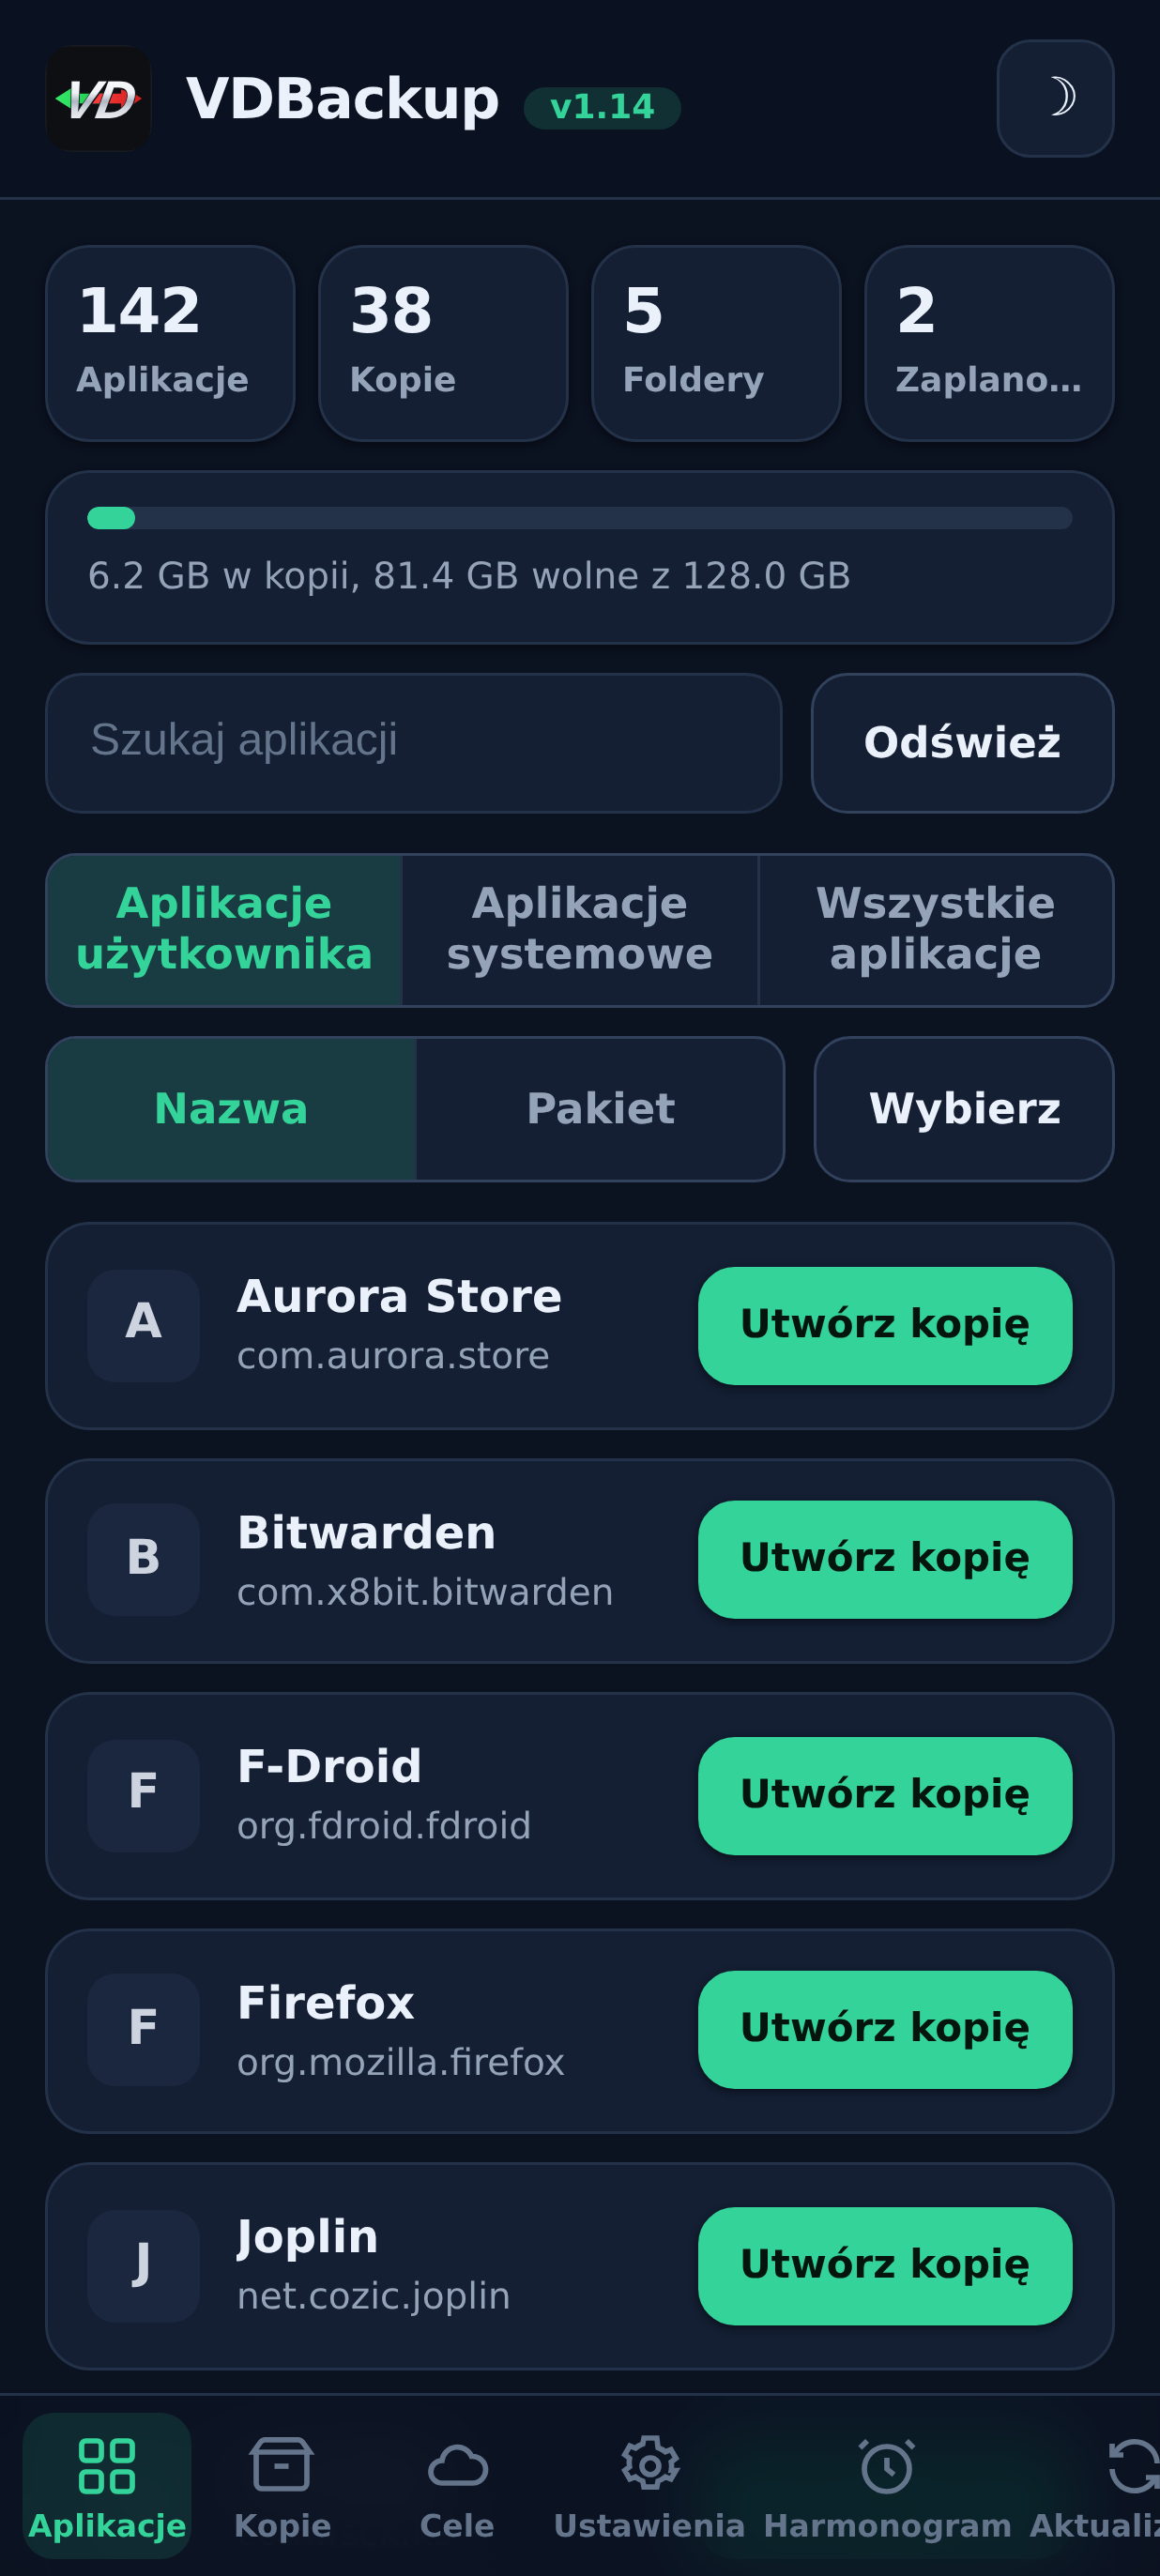 VD
VDBackup v1.14
142
Aplikacje
38
Kopie
5
Foldery
2
Zaplano...
6.2 GB w kopii, 81.4 GB wolne z 128.0 GB
Szukaj aplikacji
Odśwież
Aplikacje
użytkownika
Aplikacje
systemowe
Wszystkie
aplikacje
Nazwa
Pakiet
Wybierz
A
Aurora Store
com.aurora.store
Utwórz kopię
B
Bitwarden
com.x8bit.bitwarden
Utwórz kopię
F
F-Droid
org.fdroid.fdroid
Utwórz kopię
F
Firefox
org.mozilla.firefox
Utwórz kopię
J
Joplin
net.cozic.joplin
Utwórz kopię
Aplikacje
Kopie
Cele
Ustawienia
Harmonogram